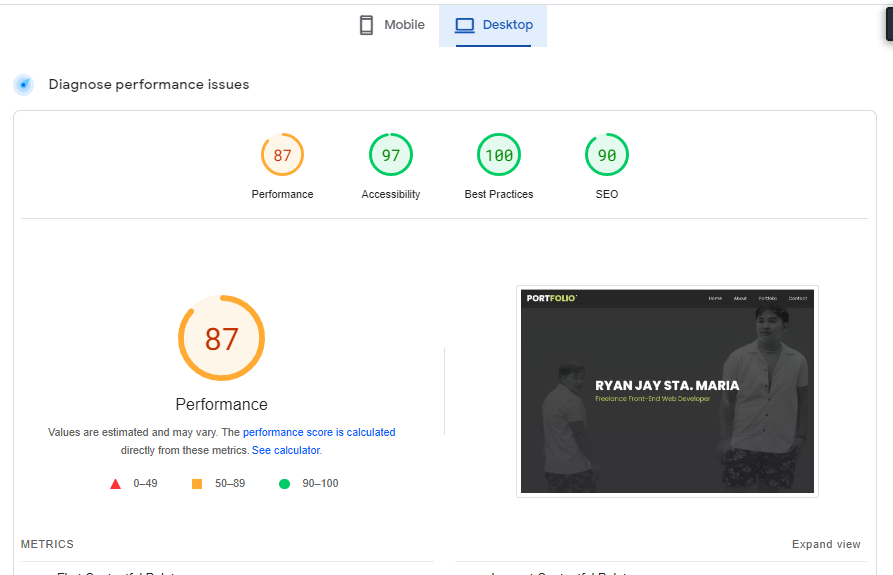 Mobile
Desktop
Diagnose performance issues
87
97
100
90
Performance
Accessibility
Best Practices
SEO
87
Performance
Values are estimated and may vary. The performance score is calculated
directly from these metrics. See calculator.
0–49
50–89
90–100
PORTFOLIO
Home
About
Portfolio
Contact
RYAN JAY STA. MARIA
Freelance Front-End Web Developer
METRICS
Expand view